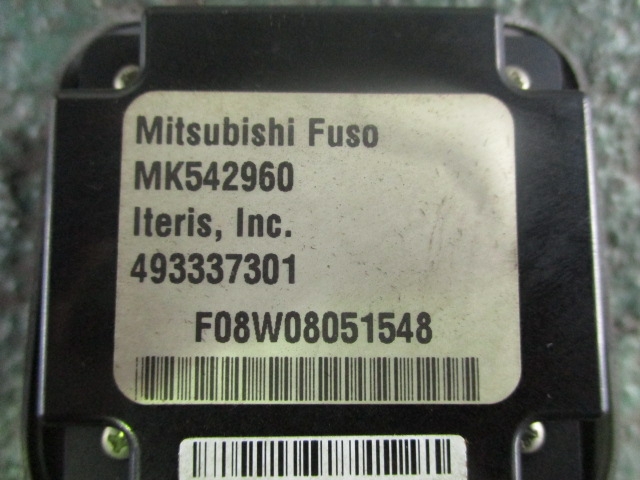 Mitsubishi Fuso
MK542960
Iteris, Inc.
493337301
F08W08051548